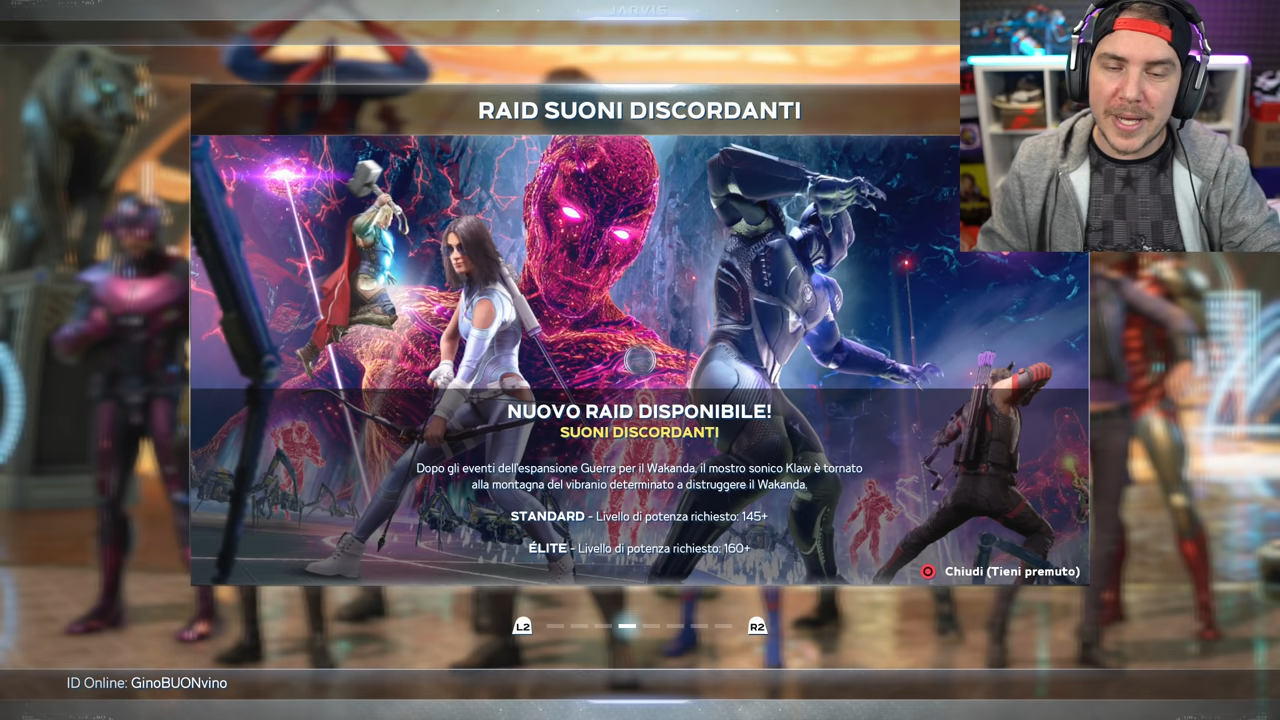 JARVIS
RAID SUONI DISCORDANTI
NUOVO RAID DISPONIBILE!
SUONI DISCORDANTI
Dopo gli eventi dell'espansione Guerra per il Wakanda, il mostro sonico Klaw è tornato
alla montagna del vibranio determinato a distruggere il Wakanda.
STANDARD - Livello di potenza richiesto: 145+
ÉLITE - Livello di potenza richiesto: 160+
Chiudi (Tieni premuto)
L2
R2
ID Online: GinoBUONvino